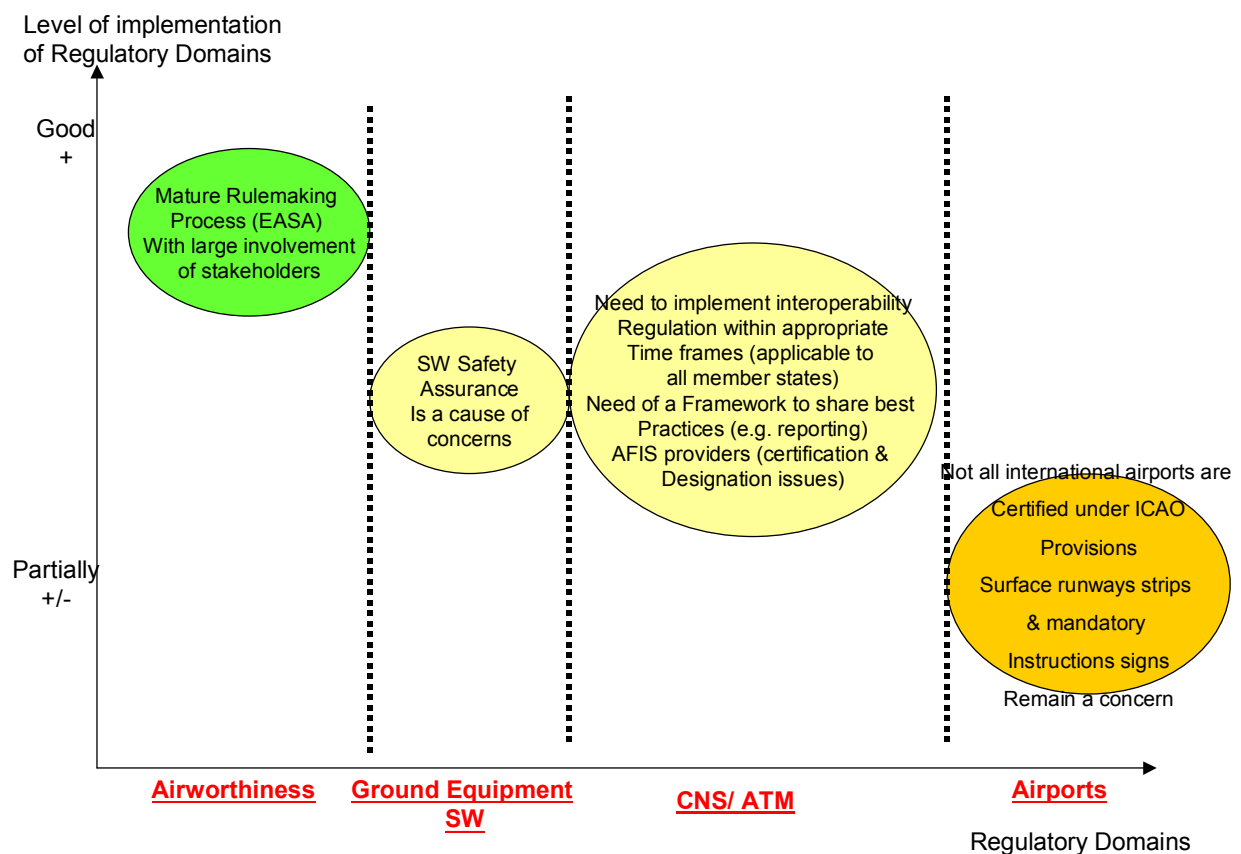 Level of implementation
of Regulatory Domains
Good
+
Mature Rulemaking
Process (EASA)
With large involvement
of stakeholders
SW Safety
Assurance
Is a cause of
concerns
Need to implement interoperability
Regulation within appropriate
Time frames (applicable to
all member states)
Need of a Framework to share best
Practices (e.g. reporting)
AFIS providers (certification &
Designation issues)
Not all international airports are
Certified under ICAO
Provisions
Surface runways strips
& mandatory
Instructions signs
Remain a concern
Partially
+/-
Airworthiness
Ground Equipment
SW
CNS/ ATM
Airports
Regulatory Domains